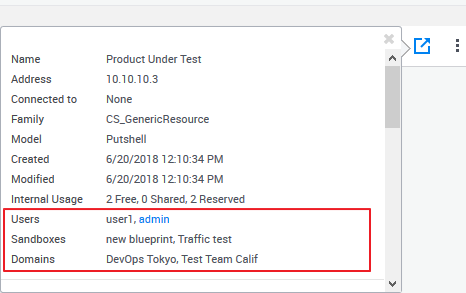 Name Product Under Test
Address 10.10.10.3
Connected to None
Family CS_GenericResource
Model Putshell
Created 6/20/2018 12:10:34 PM
Modified 6/20/2018 12:10:34 PM
Internal Usage 2 Free, 0 Shared, 2 Reserved
Users user1, admin
Sandboxes new blueprint, Traffic test
Domains DevOps Tokyo, Test Team Calif